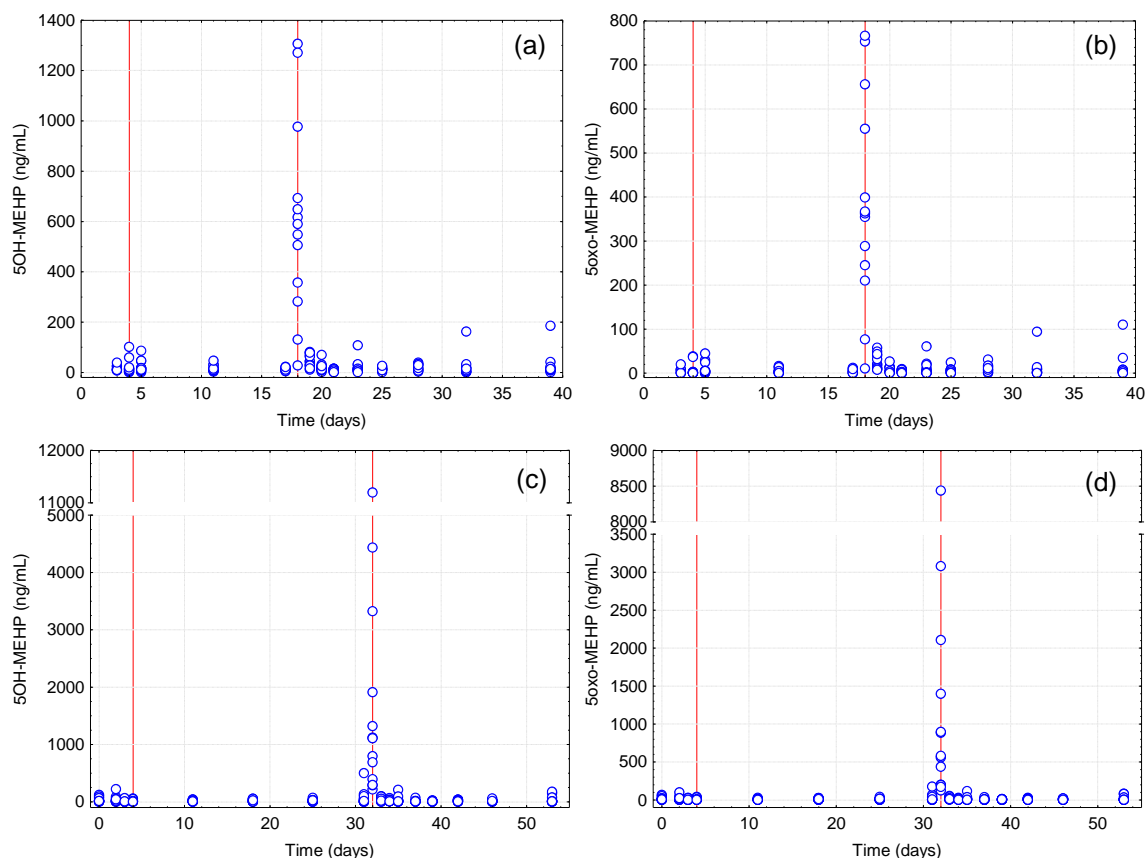 (a)
1400
1200
1000
800
600
400
200
0
5OH-MEHP (ng/mL)
0 5 10 15 20 25 30 35 40
Time (days)
(b)
800
700
600
500
400
300
200
100
0
5oxo-MEHP (ng/mL)
0 5 10 15 20 25 30 35 40
Time (days)
(c)
12000
11000
5000
4000
3000
2000
1000
0
5OH-MEHP (ng/mL)
0 10 20 30 40 50
Time (days)
(d)
9000
8500
8000
3500
3000
2500
2000
1500
1000
500
0
5oxo-MEHP (ng/mL)
0 10 20 30 40 50
Time (days)